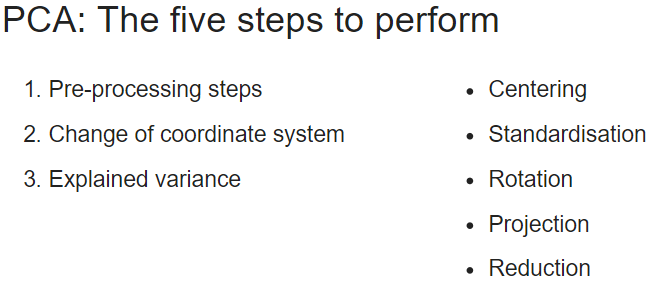 PCA: The five steps to perform
1. Pre-processing steps
2. Change of coordinate system
3. Explained variance
• Centering
• Standardisation
• Rotation
• Projection
• Reduction